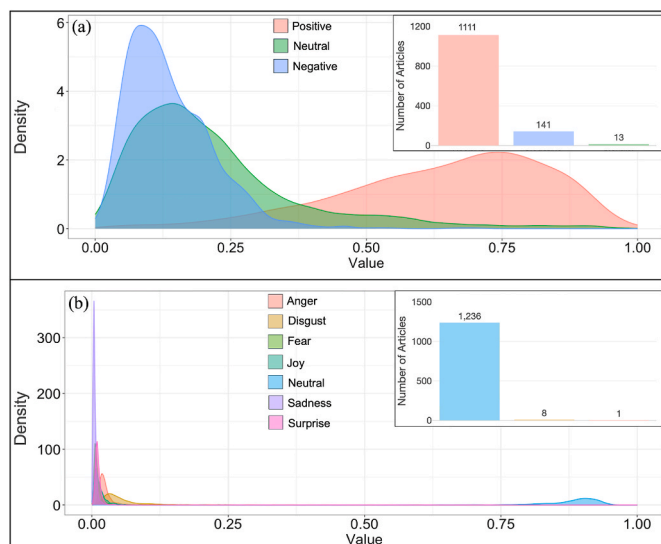 (a)
Positive
Neutral
Negative
Density
6
4
2
0
0.00
0.25
0.50
0.75
1.00
Value
Number of Articles
1200
800
400
0
1111
141
13
(b)
Anger
Disgust
Fear
Joy
Neutral
Sadness
Surprise
Density
300
200
100
0
0.00
0.25
0.50
0.75
1.00
Value
Number of Articles
1500
1000
500
0
1,236
8
1